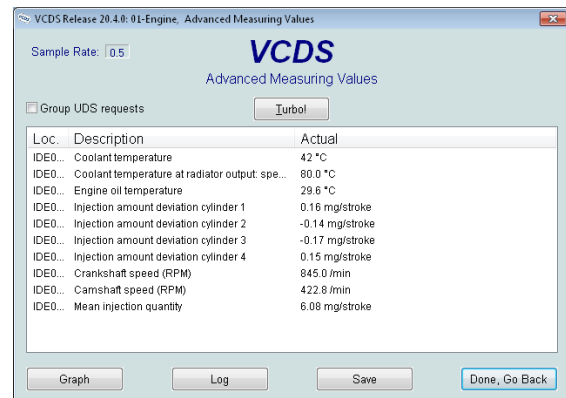 VCDS Release 20.4.0: 01-Engine, Advanced Measuring Values
Sample Rate: 0.5
VCDS
Advanced Measuring Values
Group UDS requests
Turbo!
Loc. Description Actual
IDE0... Coolant temperature 42 °C
IDE0... Coolant temperature at radiator output: spe... 80.0 °C
IDE0... Engine oil temperature 29.6 °C
IDE0... Injection amount deviation cylinder 1 0.16 mg/stroke
IDE0... Injection amount deviation cylinder 2 -0.14 mg/stroke
IDE0... Injection amount deviation cylinder 3 -0.17 mg/stroke
IDE0... Injection amount deviation cylinder 4 0.15 mg/stroke
IDE0... Crankshaft speed (RPM) 845.0 /min
IDE0... Camshaft speed (RPM) 422.8 /min
IDE0... Mean injection quantity 6.08 mg/stroke
Graph Log Save Done, Go Back